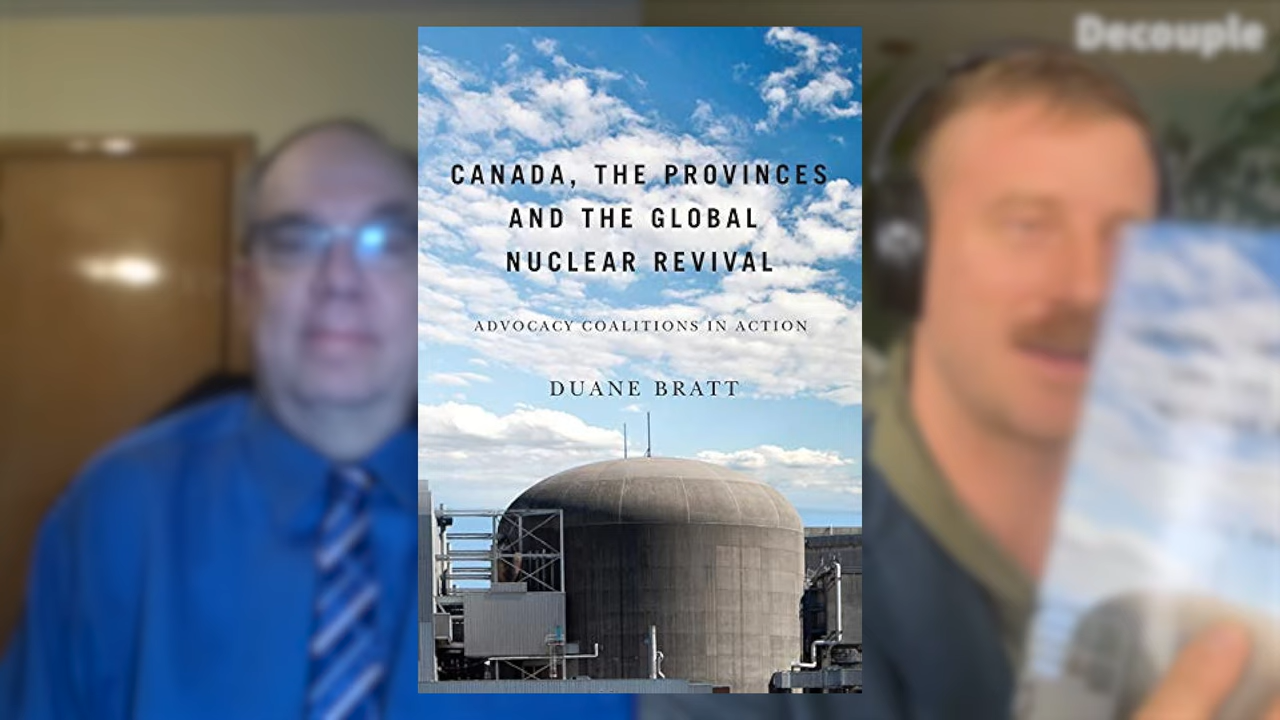 Decouple
CANADA, THE PROVINCES
AND THE GLOBAL
NUCLEAR REVIVAL
ADVOCACY COALITIONS IN ACTION
DUANE BRATT